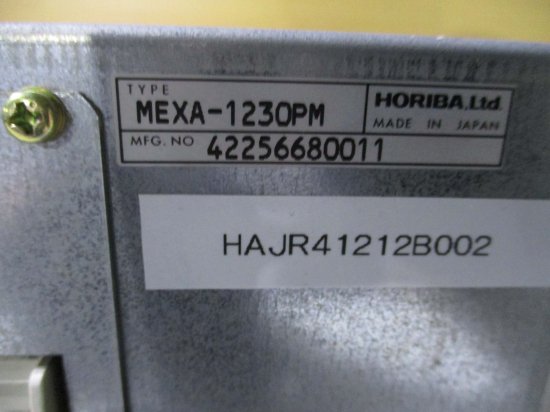 TYPE
MEXA-1230PM
HORIBA,Ltd.
MADE IN JAPAN
MFG. NO 42256680011
HAJR41212B002